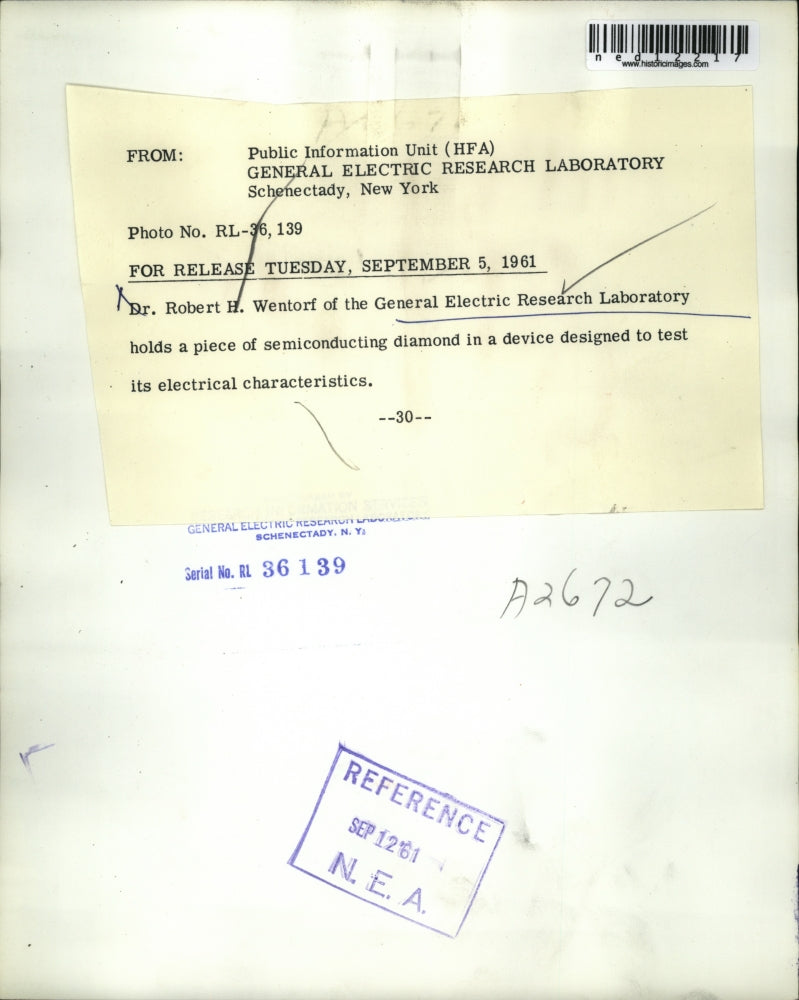 ned12217
www.historicimages.com
FROM: Public Information Unit (HFA)
GENERAL ELECTRIC RESEARCH LABORATORY
Schenectady, New York
Photo No. RL-36,139
FOR RELEASE TUESDAY, SEPTEMBER 5, 1961
Dr. Robert H. Wentorf of the General Electric Research Laboratory
holds a piece of semiconducting diamond in a device designed to test
its electrical characteristics.
--30--
GENERAL ELECTRIC RESEARCH LABORATORY
SCHENECTADY, N. Y.
Serial No. RL 36 139
A2672
REFERENCE
SEP 12 '61
N. E. A.